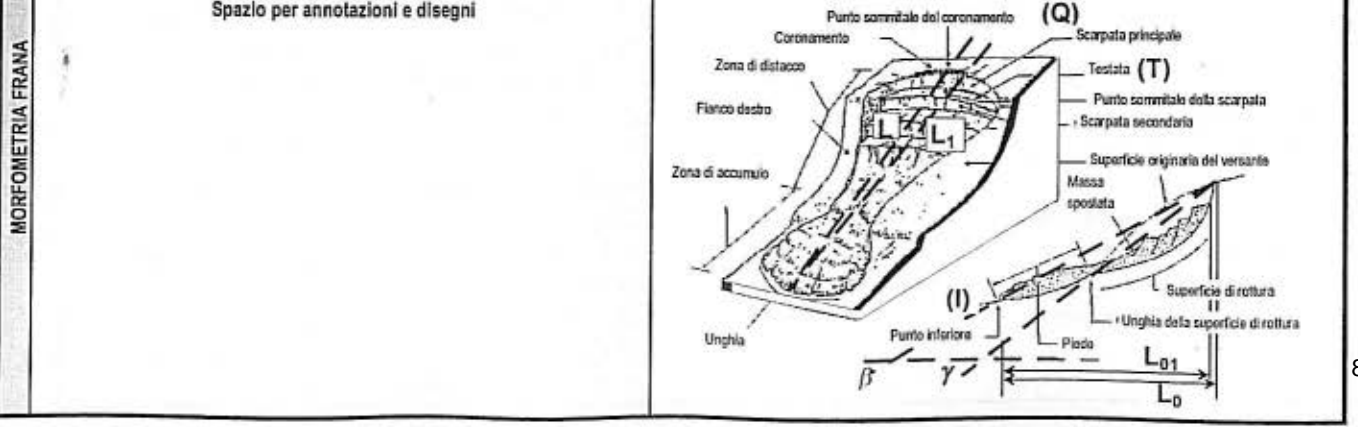 MORFOMETRIA FRANA
Spazio per annotazioni e disegni
Punto sommitale del coronamento (Q)
Coronamento
Scarpata principale
Zona di distacco
Testata (T)
Fianco destro
Punto sommitale della scarpata
Scarpata secondaria
L
L1
Superficie originaria del versante
Zona di accumulo
Massa
spostata
(I)
Superficie di rottura
Unghia della superficie di rottura
Unghia
Punto inferiore
Piede
β
γ
L01
L0
8